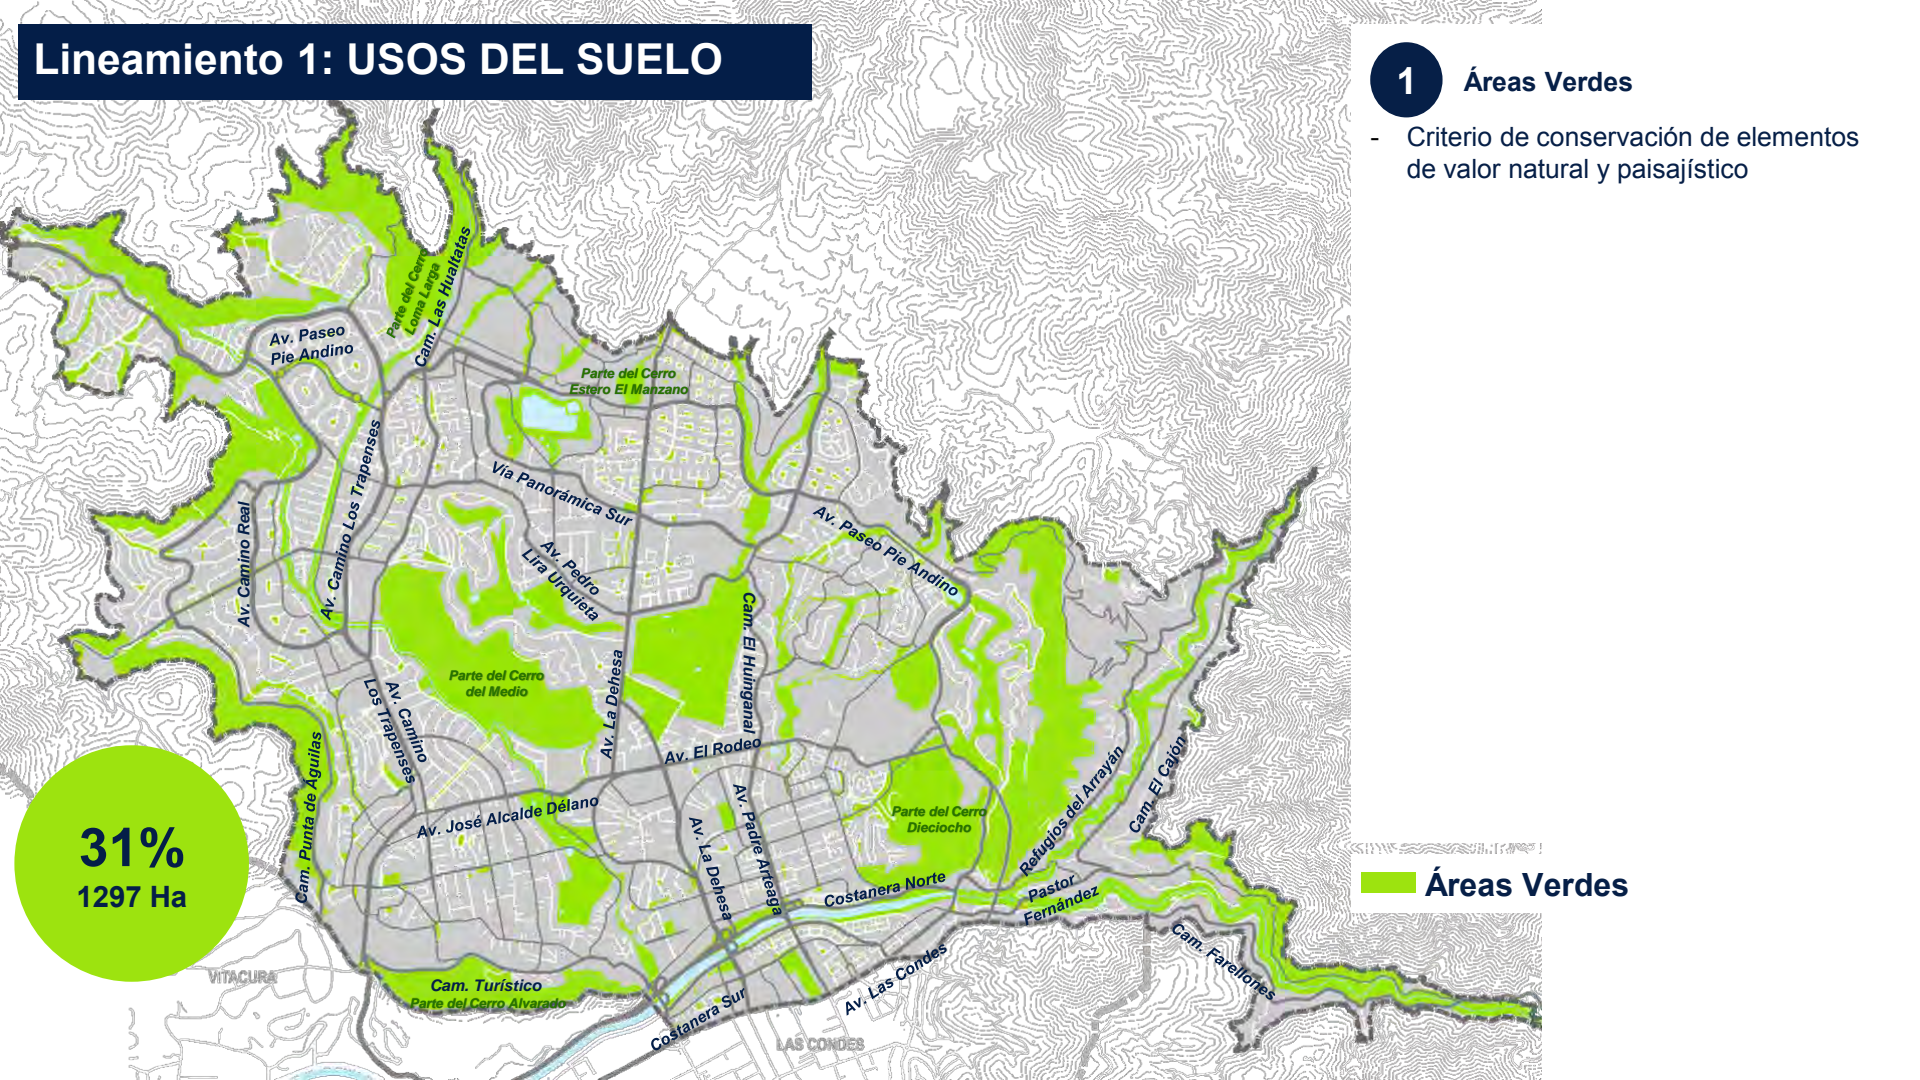 Lineamiento 1: USOS DEL SUELO
1
Áreas Verdes
- Criterio de conservación de elementos
de valor natural y paisajístico
Parte del Cerro
Loma Larga
Cam. Las Hualtatas
Av. Paseo
Pie Andino
Parte del Cerro
Estero El Manzano
Av. Camino Real
Av. Camino Los Trapenses
Vía Panorámica Sur
Av. Pedro
Lira Urquieta
Av. Paseo Pie Andino
Cam. El Huinganal
Parte del Cerro
del Medio
Av. La Dehesa
Av. Camino
Los Trapenses
Av. El Rodeo
Cam. Punta de Águilas
Av. José Alcalde Délano
Av. La Dehesa
Av. Padre Arteaga
Parte del Cerro
Dieciocho
Refugios del Arrayán
Cam. El Cajón
31%
1297 Ha
Costanera Norte
Pastor
Fernández
Áreas Verdes
Cam. Farellones
Av. Las Condes
VITACURA
Cam. Turístico
Parte del Cerro Alvarado
Costanera Sur
LAS CONDES